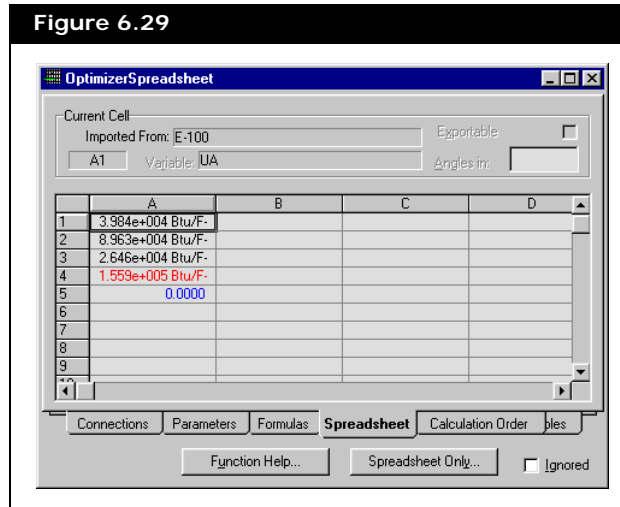 Figure 6.29
OptimizerSpreadsheet
Current Cell
Imported From: E-100
Exportable
A1 Variable: UA
Angles in:
A B C D
1 3.984e+004 Btu/F-
2 8.963e+004 Btu/F-
3 2.646e+004 Btu/F-
4 1.559e+005 Btu/F-
5 0.0000
6
7
8
9
Connections Parameters Formulas Spreadsheet Calculation Order bles
Function Help... Spreadsheet Only... Ignored